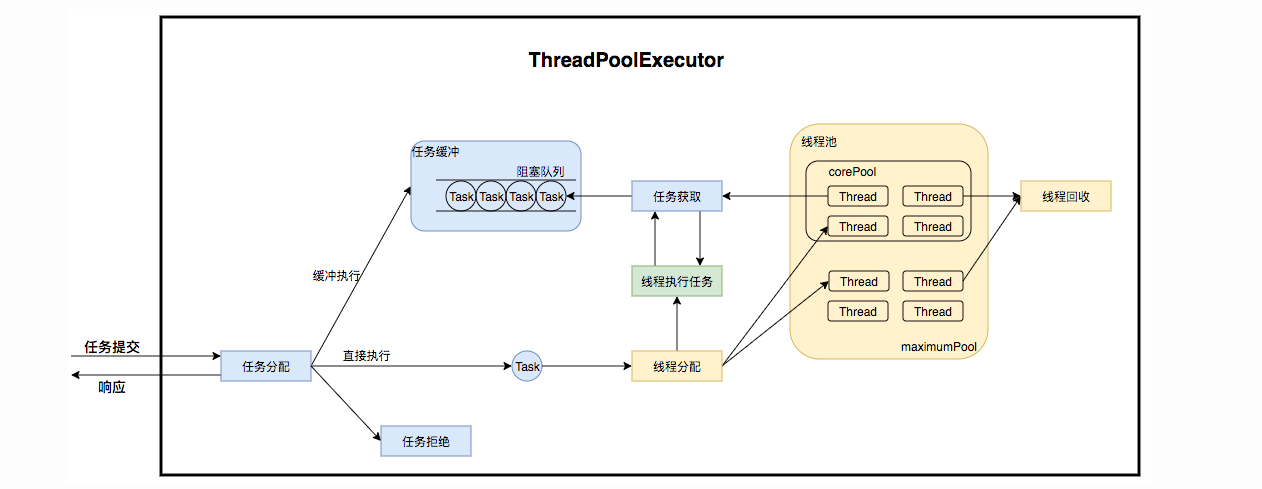 ThreadPoolExecutor
任务缓冲
阻塞队列
Task Task Task Task
任务获取
线程池
corePool
Thread Thread
Thread Thread
Thread Thread
Thread Thread
maximumPool
线程回收
缓冲执行
线程执行任务
任务提交
响应
任务分配
直接执行
Task
线程分配
任务拒绝